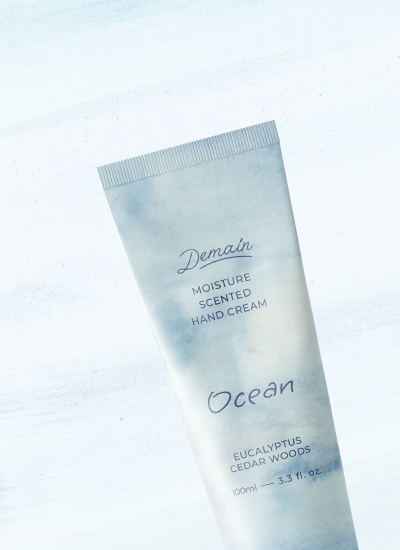 Demain
MOISTURE
SCENTED
HAND CREAM
Ocean
EUCALYPTUS
CEDAR WOODS
100ml — 3.3 fl. oz.